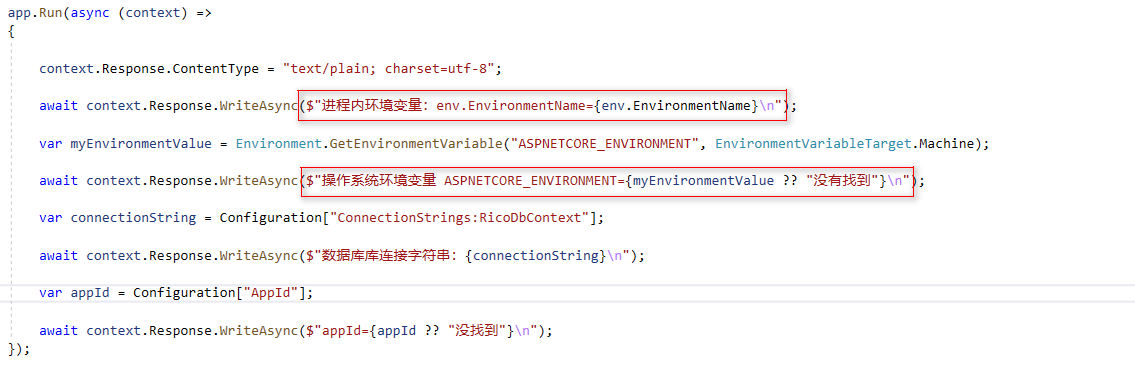 app.Run(async (context) =>
{
context.Response.ContentType = "text/plain; charset=utf-8";
await context.Response.WriteAsync($"进程内环境变量：env.EnvironmentName={env.EnvironmentName}\n");
var myEnvironmentValue = Environment.GetEnvironmentVariable("ASPNETCORE_ENVIRONMENT", EnvironmentVariableTarget.Machine);
await context.Response.WriteAsync($"操作系统环境变量 ASPNETCORE_ENVIRONMENT={myEnvironmentValue ?? "没有找到"}\n");
var connectionString = Configuration["ConnectionStrings:RicoDbContext"];
await context.Response.WriteAsync($"数据库库连接字符串：{connectionString}\n");
var appId = Configuration["AppId"];
await context.Response.WriteAsync($"appId={appId ?? "没找到"}\n");
});